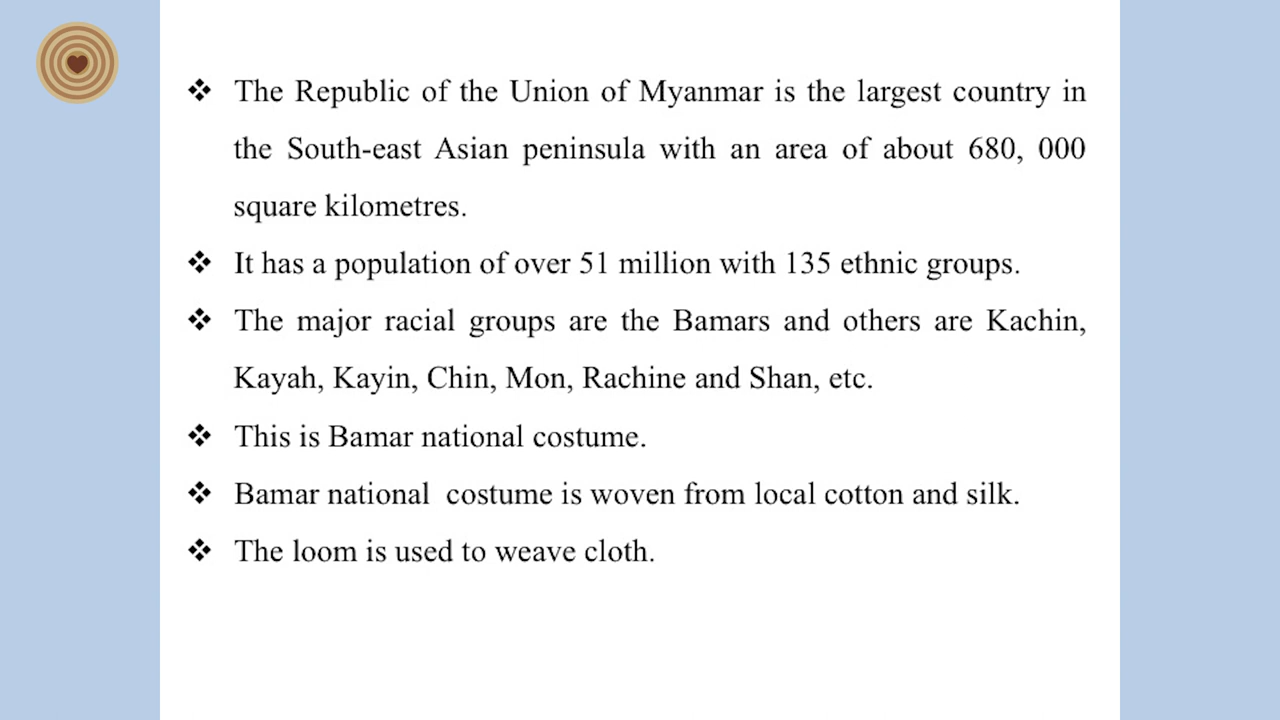 ❖ The Republic of the Union of Myanmar is the largest country in
the South-east Asian peninsula with an area of about 680, 000
square kilometres.
❖ It has a population of over 51 million with 135 ethnic groups.
❖ The major racial groups are the Bamars and others are Kachin,
Kayah, Kayin, Chin, Mon, Rachine and Shan, etc.
❖ This is Bamar national costume.
❖ Bamar national  costume is woven from local cotton and silk.
❖ The loom is used to weave cloth.